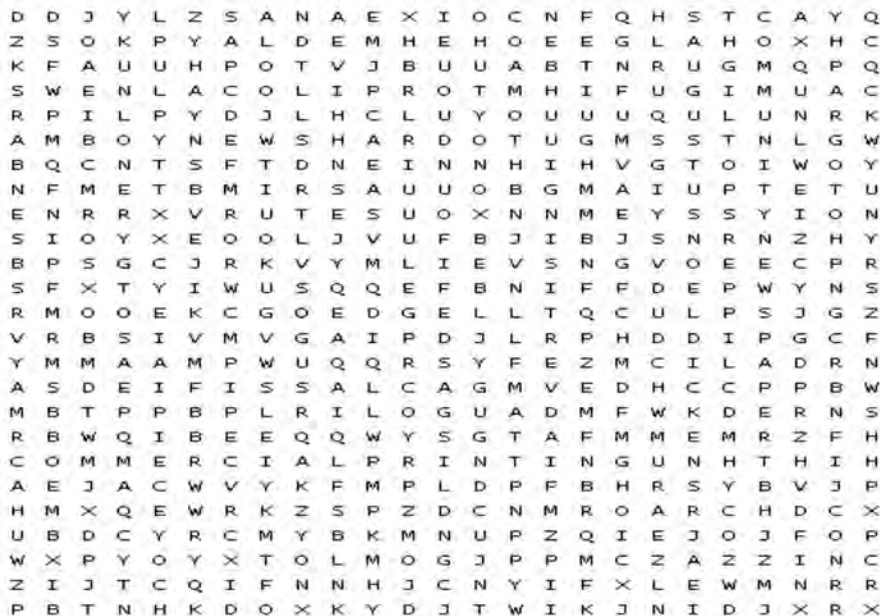 D D J Y L Z S A N A E X I O C N F Q H S T C A Y Q
Z S O K P Y A L D E M H E H O E E G L A H O X H C
K F A U U H P O T V J B U U A B T N R U G M Q P Q
S W E N L A C O L I P R O T M H I F U G I M U A C
R P I L P Y D J L H C L U Y O U U U Q U L U N R K
A M B O Y N E W S H A R D O T U G M S S T N L G W
B Q C N T S F T D N E I N N H I H V G T O I W O Y
N F M E T B M I R S A U U O B G M A I U P T E T U
E N R R X V R U T E S U O X N N M E Y S S Y I O N
S I O Y X E O O L J V U F B J I B J S N R N Z H Y
B P S G C J R K V Y M L I E V S N G V O E E C P R
S F X T Y I W U S Q Q E F B N I F F D E P W Y N S
R M O O E K C G O E D G E L L T Q C U L P S J G Z
V R B S I V M V G A I P D J L R P H D D I P G C F
Y M M A A M P W U Q Q R S Y F E Z M C I L A D R N
A S D E I F I S S A L C A G M V E D H C C P P B W
M B T P P B P L R I L O G U A D M F W K D E R N S
R B W Q I B E E Q Q W Y S G T A F M M E M R Z F H
C O M M E R C I A L P R I N T I N G U N H T H I H
A E J A C W V Y K F M P L D P F B H R S Y B V J P
H M X Q E W R K Z S P Z D C N M R O A R C H D C X
U B D C Y R C M Y B K M N U P Z Q I E J O J F O P
W X P Y O Y X T O L M O G J P P M C Z A Z Z I N C
Z I J T C Q I F N N H J C N Y I F X L E W M N R R
P B T N H K D O X K Y D J T W I K J N I D J X R X